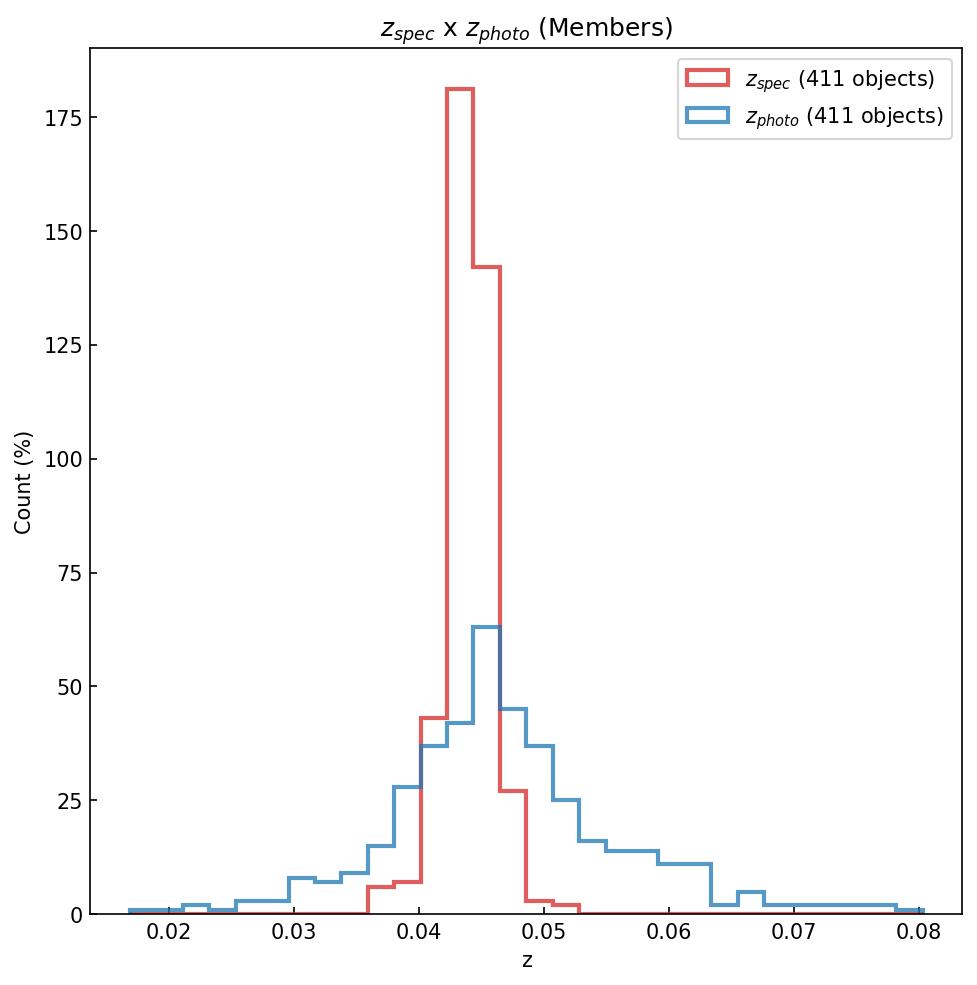 z_spec x z_photo (Members)
z_spec (411 objects)
z_photo (411 objects)
Count (%)
175
150
125
100
75
50
25
0
0.02 0.03 0.04 0.05 0.06 0.07 0.08
z